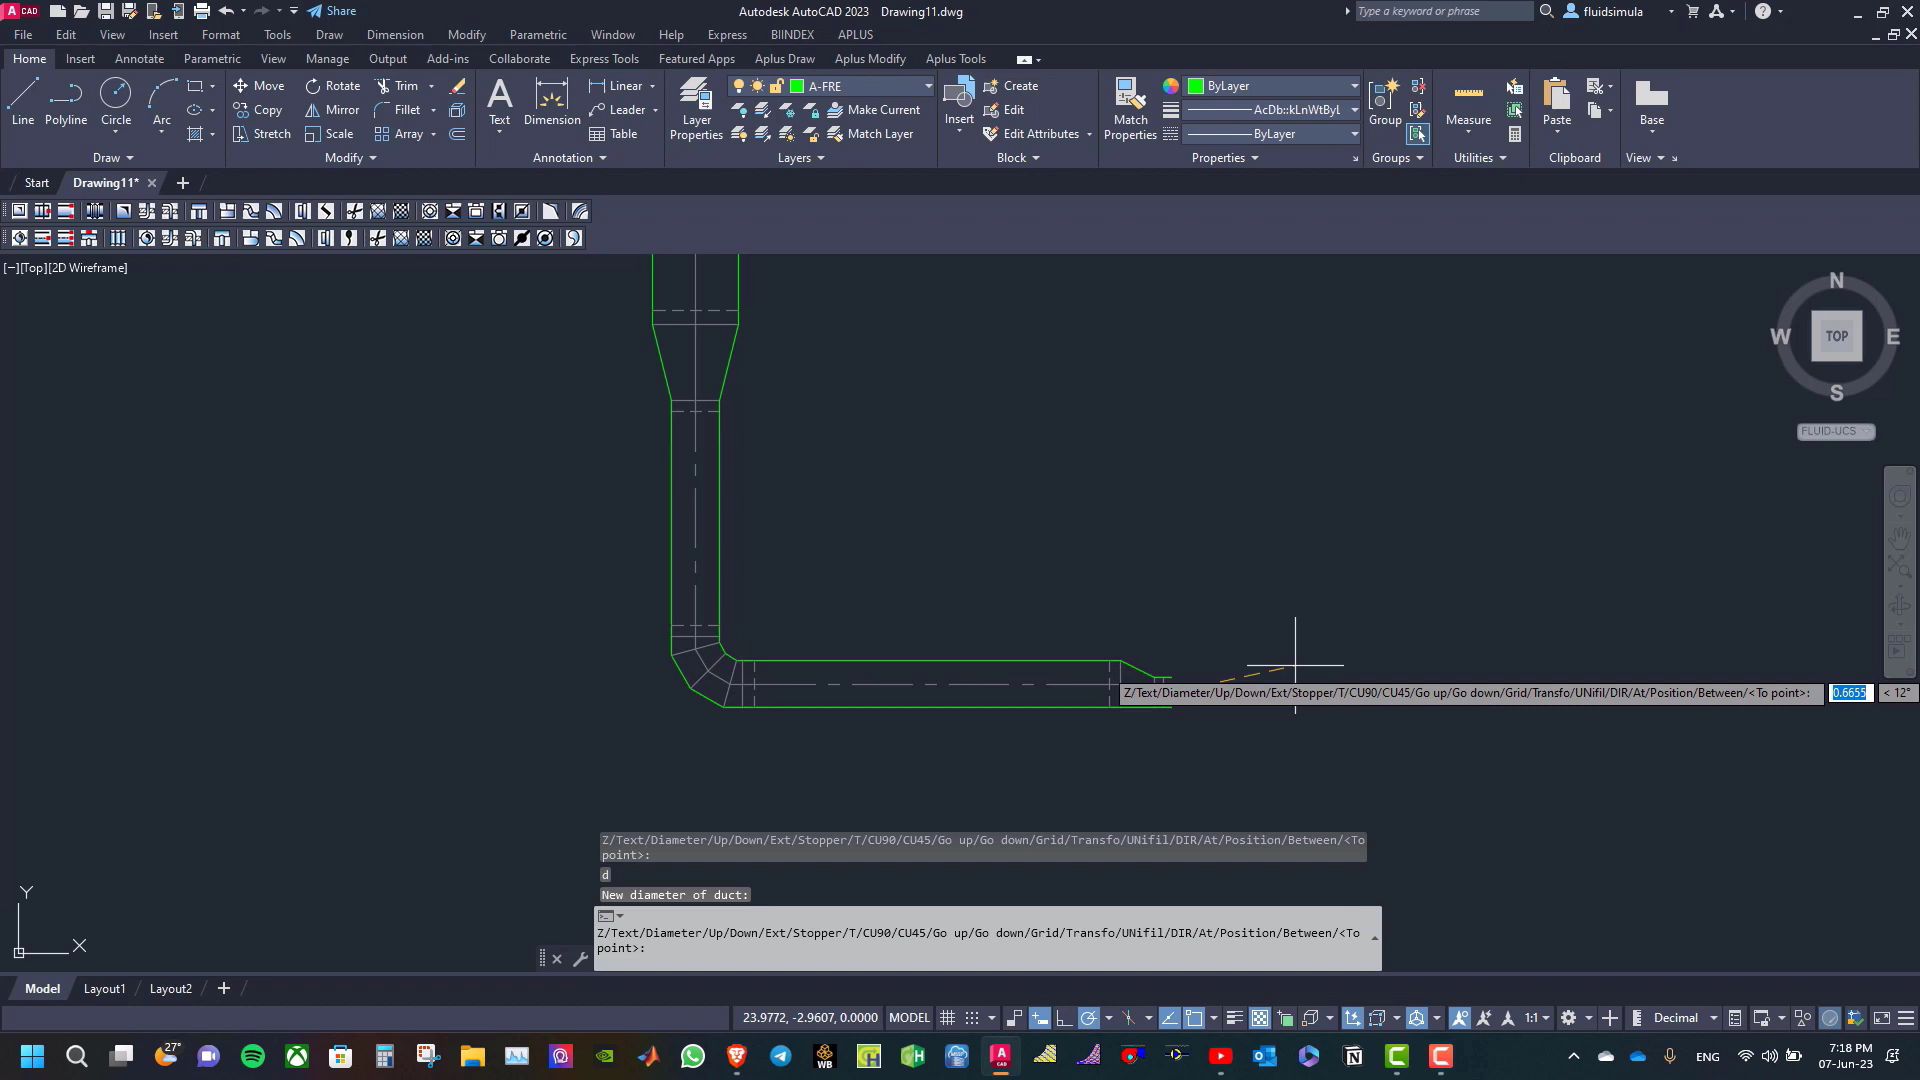 CAD
Share
Autodesk AutoCAD 2023 Drawing11.dwg
Type a keyword or phrase
fluidsimula
File Edit View Insert Format Tools Draw Dimension Modify Parametric Window Help Express BIINDEX APLUS
Home Insert Annotate Parametric View Manage Output Add-ins Collaborate Express Tools Featured Apps Aplus Draw Aplus Modify Aplus Tools
Line
Polyline
Circle
Arc
Draw
Move
Rotate
Trim
Copy
Mirror
Fillet
Stretch
Scale
Array
Modify
Text
Dimension
Linear
Leader
Table
Annotation
Layer
Properties
A-FRE
Make Current
Match Layer
Layers
Insert
Create
Edit
Edit Attributes
Block
Match
Properties
ByLayer
AcDb::kLnWtByL
ByLayer
Properties
Group
Groups
Measure
Utilities
Paste
Clipboard
Base
View
Start
Drawing11*
[−][Top][2D Wireframe]
N
W
TOP
E
S
FLUID-UCS
Z/Text/Diameter/Up/Down/Ext/Stopper/T/CU90/CU45/Go up/Go down/Grid/Transfo/UNifil/DIR/At/Position/Between/<To point>:
0.6655
< 12°
Z/Text/Diameter/Up/Down/Ext/Stopper/T/CU90/CU45/Go up/Go down/Grid/Transfo/UNifil/DIR/At/Position/Between/<To
point>:
d
New diameter of duct:
Z/Text/Diameter/Up/Down/Ext/Stopper/T/CU90/CU45/Go up/Go down/Grid/Transfo/UNifil/DIR/At/Position/Between/<To
point>:
Y
X
Model
Layout1
Layout2
23.9772, -2.9607, 0.0000
MODEL
1:1
Decimal
27°
WB
CAD
ENG
7:18 PM
07-Jun-23